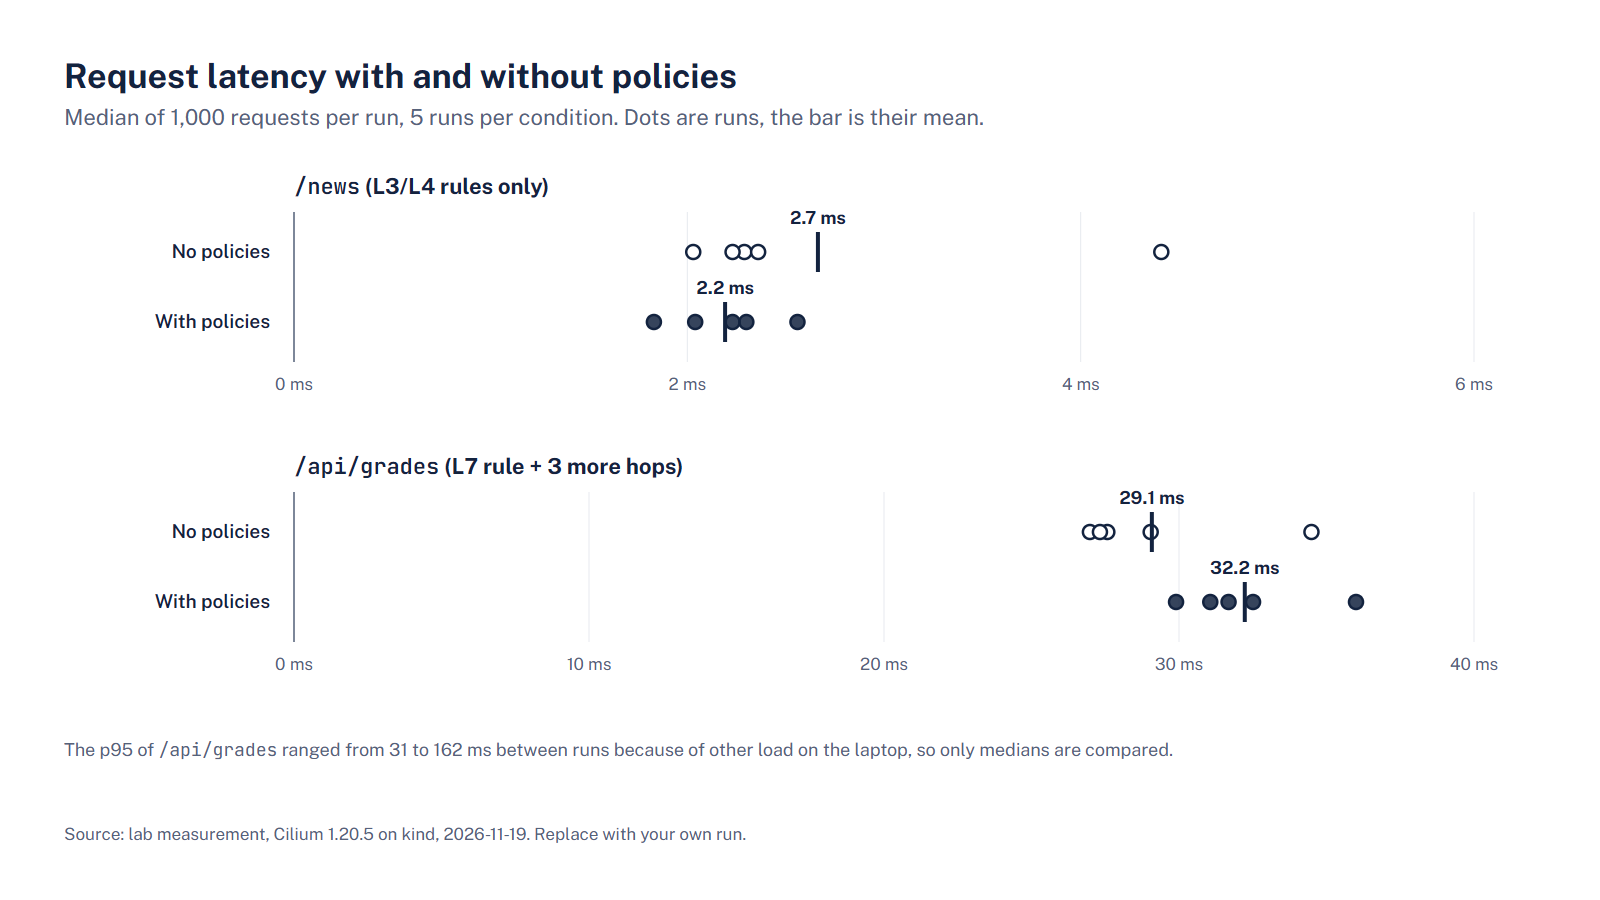 Request latency with and without policies
Median of 1,000 requests per run, 5 runs per condition. Dots are runs, the bar is their mean.
/news (L3/L4 rules only)
2.7 ms
No policies
2.2 ms
With policies
0 ms
2 ms
4 ms
6 ms
/api/grades (L7 rule + 3 more hops)
29.1 ms
No policies
32.2 ms
With policies
0 ms
10 ms
20 ms
30 ms
40 ms
The p95 of /api/grades ranged from 31 to 162 ms between runs because of other load on the laptop, so only medians are compared.
Source: lab measurement, Cilium 1.20.5 on kind, 2026-11-19. Replace with your own run.